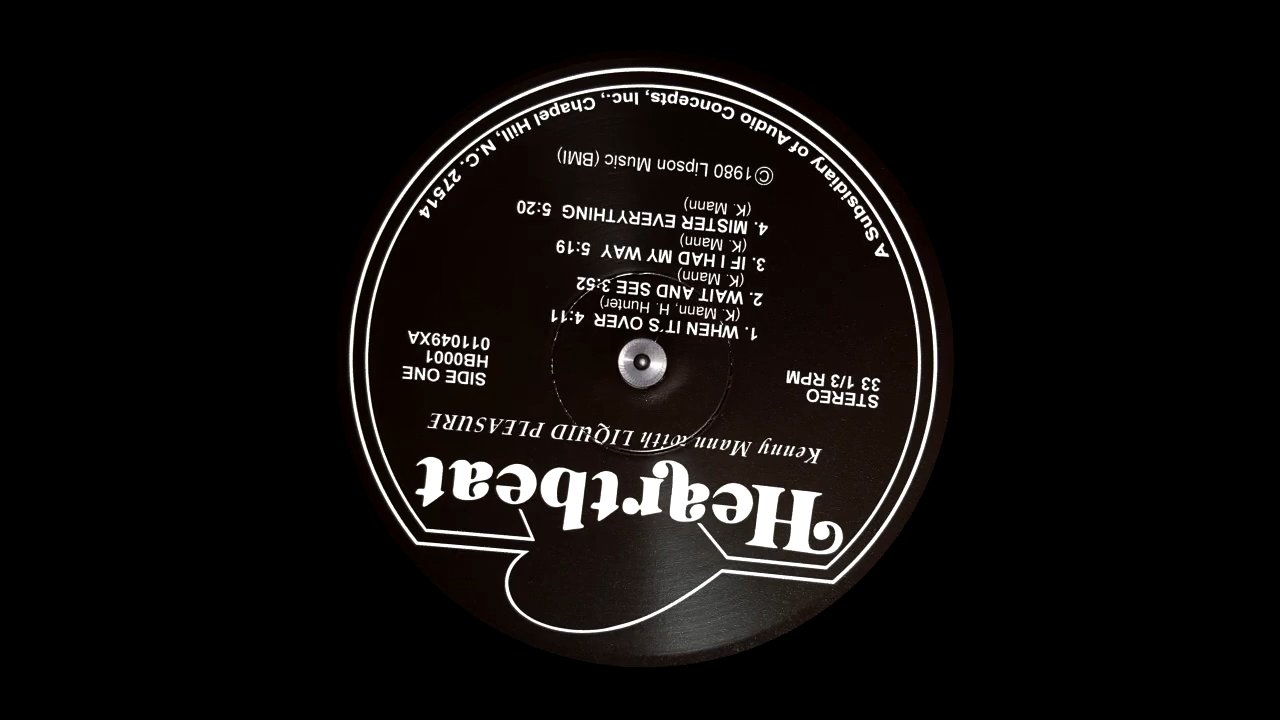 Heartbeat
Kenny Mann with LIQUID PLEASURE
STEREO
33 1/3 RPM
SIDE ONE
HB0001
011049XA
1. WHEN IT'S OVER 4:11
(K. Mann, H. Hunter)
2. WAIT AND SEE 3:52
(K. Mann)
3. IF I HAD MY WAY 5:19
(K. Mann)
4. MISTER EVERYTHING 5:20
(K. Mann)
©1980 Lipson Music (BMI)
A Subsidiary of Audio Concepts, Inc., Chapel Hill, N.C. 27514